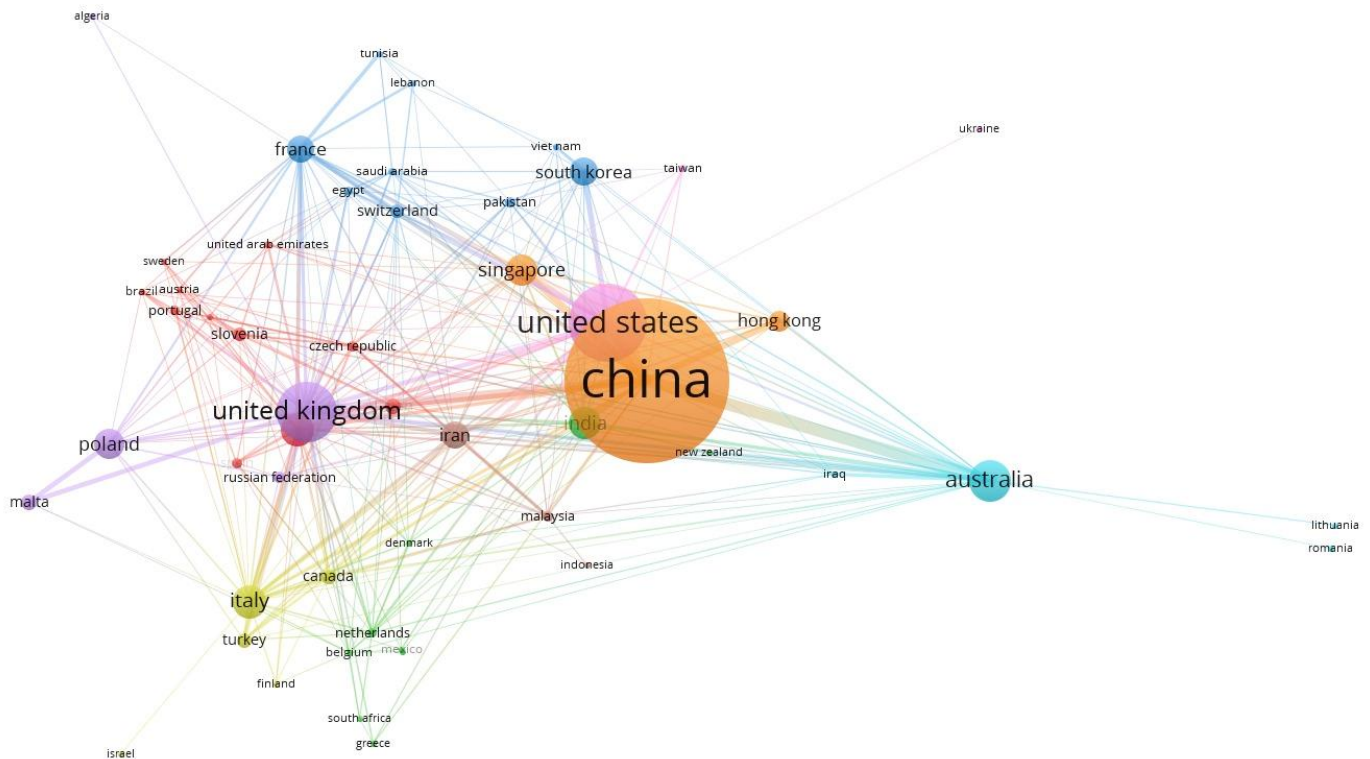 algeria
tunisia
lebanon
ukraine
viet nam
france
taiwan
saudi arabia
south korea
egypt
pakistan
switzerland
united arab emirates
sweden
singapore
brazil
austria
portugal
united states
hong kong
slovenia
czech republic
china
united kingdom
india
iran
poland
new zealand
iraq
russian federation
australia
malta
malaysia
lithuania
denmark
romania
indonesia
canada
italy
netherlands
turkey
belgium
mexico
finland
south africa
greece
israel